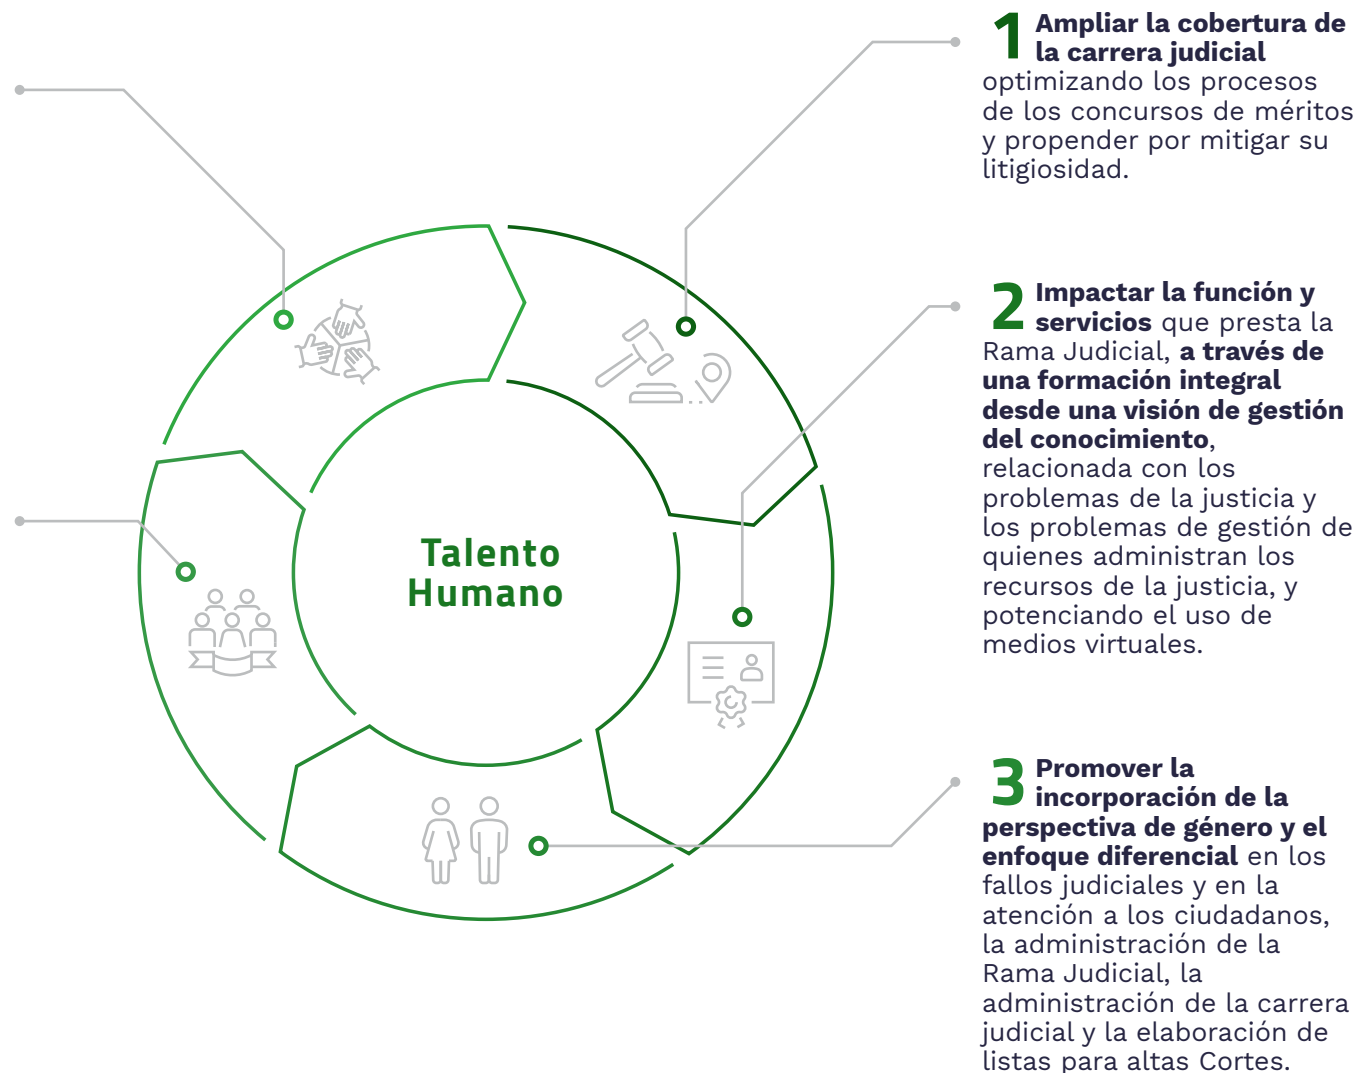 Talento
Humano
1 Ampliar la cobertura de
la carrera judicial
optimizando los procesos
de los concursos de méritos
y propender por mitigar su
litigiosidad.
2 Impactar la función y
servicios que presta la
Rama Judicial, a través de
una formación integral
desde una visión de gestión
del conocimiento,
relacionada con los
problemas de la justicia y
los problemas de gestión de
quienes administran los
recursos de la justicia, y
potenciando el uso de
medios virtuales.
3 Promover la
incorporación de la
perspectiva de género y el
enfoque diferencial en los
fallos judiciales y en la
atención a los ciudadanos,
la administración de la
Rama Judicial, la
administración de la carrera
judicial y la elaboración de
listas para altas Cortes.